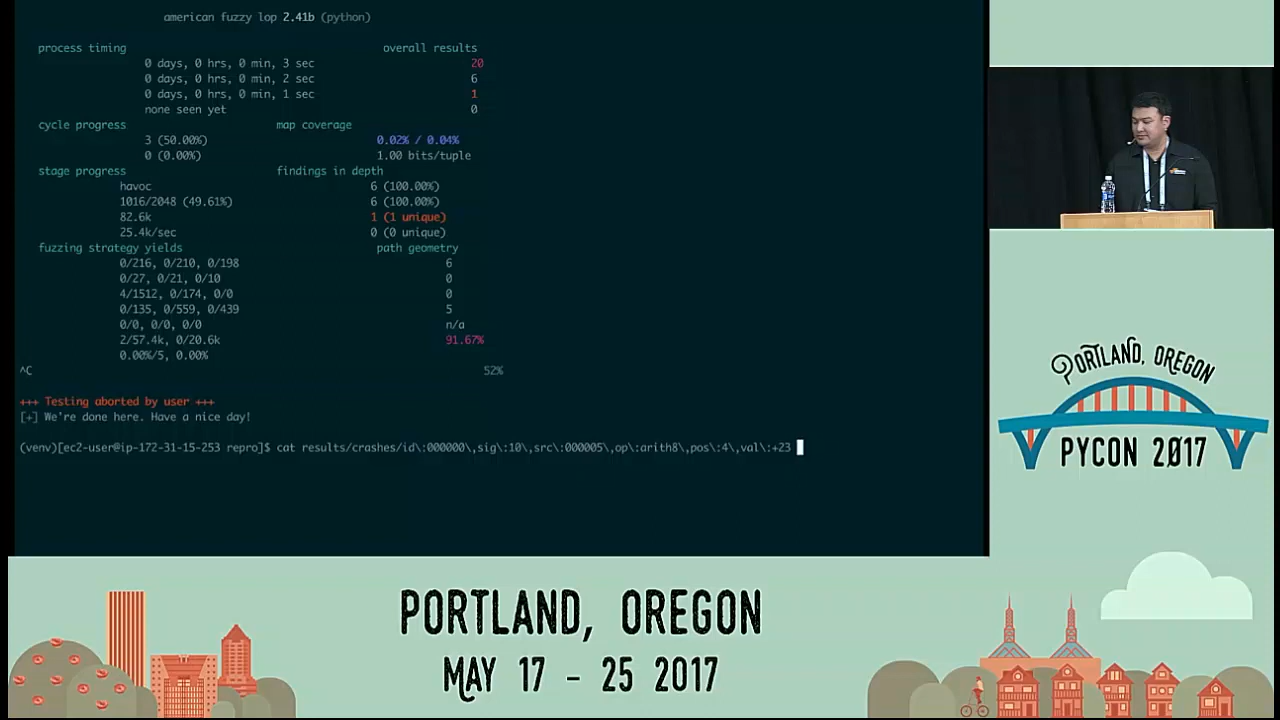 american fuzzy lop 2.41b (python)
process timing overall results
0 days, 0 hrs, 0 min, 3 sec 20
0 days, 0 hrs, 0 min, 2 sec 6
0 days, 0 hrs, 0 min, 1 sec 1
none seen yet 0
cycle progress map coverage
3 (50.00%) 0.02% / 0.04%
0 (0.00%) 1.00 bits/tuple
stage progress findings in depth
havoc 6 (100.00%)
1016/2048 (49.61%) 6 (100.00%)
82.6k 1 (1 unique)
25.4k/sec 0 (0 unique)
fuzzing strategy yields path geometry
0/216, 0/210, 0/198 6
0/27, 0/21, 0/10 0
4/1512, 0/174, 0/0 0
0/135, 0/559, 0/439 5
0/0, 0/0, 0/0 n/a
2/57.4k, 0/20.6k 91.67%
0.00%/5, 0.00%
^C 52%
+++ Testing aborted by user +++
[+] We're done here. Have a nice day!
(venv)[ec2-user@ip-172-31-15-253 repro]$ cat results/crashes/id\:000000\,sig\:10\,src\:000005\,op\:arith8\,pos\:4\,val\:+23
PORTLAND, OREGON
PYCON 2017
PORTLAND, OREGON
MAY 17 - 25 2017